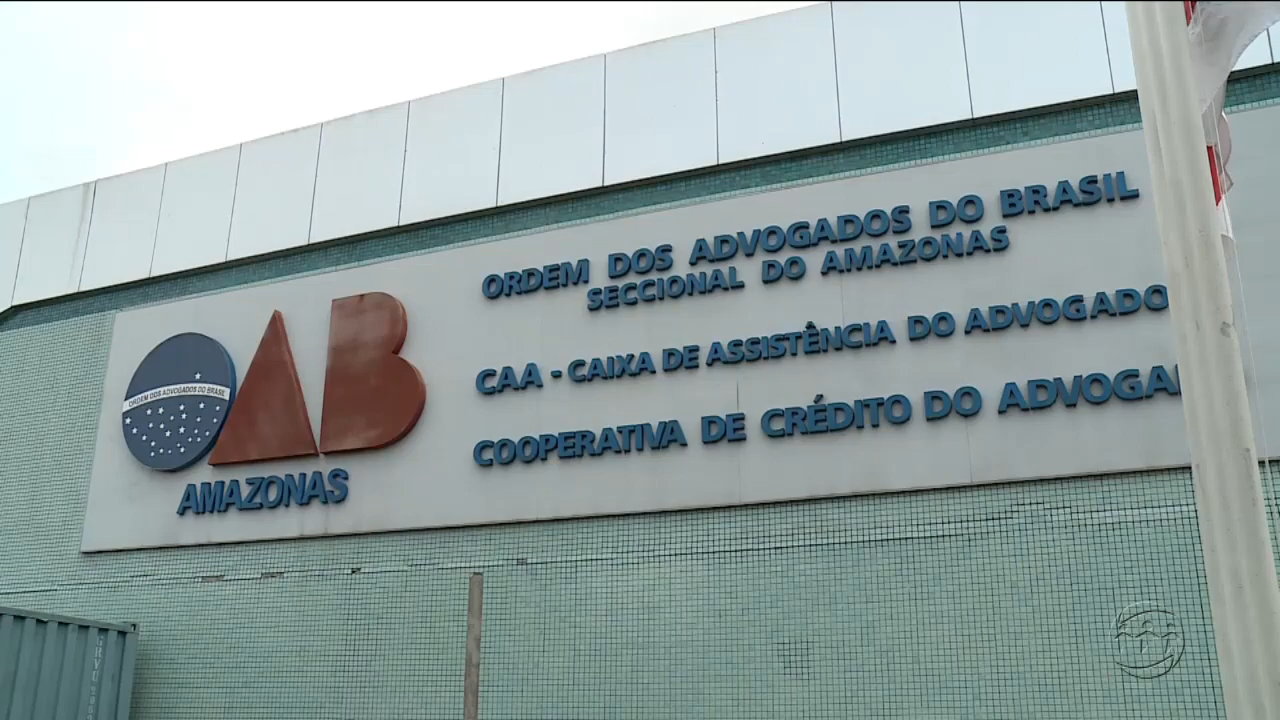 OAB
ORDEM DOS ADVOGADOS DO BRASIL
AMAZONAS
ORDEM DOS ADVOGADOS DO BRASIL
SECCIONAL DO AMAZONAS
CAA - CAIXA DE ASSISTÊNCIA DO ADVOGADO
COOPERATIVA DE CRÉDITO DO ADVOGA